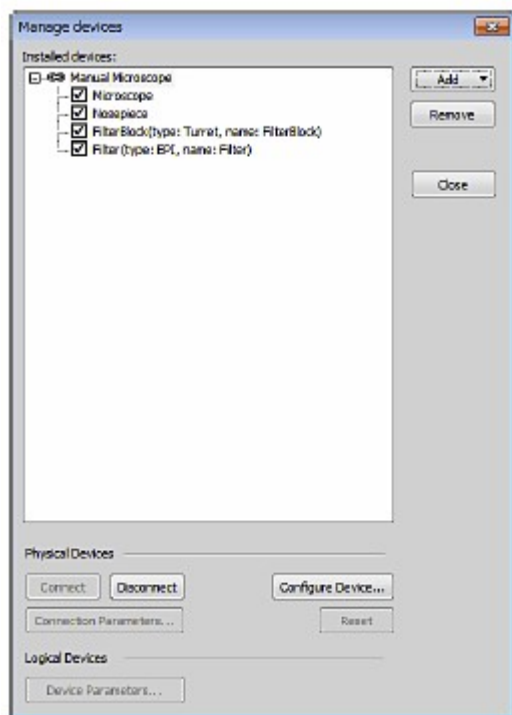 Manage devices
Installed devices:
Manual Microscope
Microscope
Nosepiece
FilterBlock(type: Turret, name: FilterBlock)
Filter(type: EPI, name: Filter)
Add
Remove
Close
Physical Devices
Connect Disconnect Configure Device...
Connection Parameters... Reset
Logical Devices
Device Parameters...